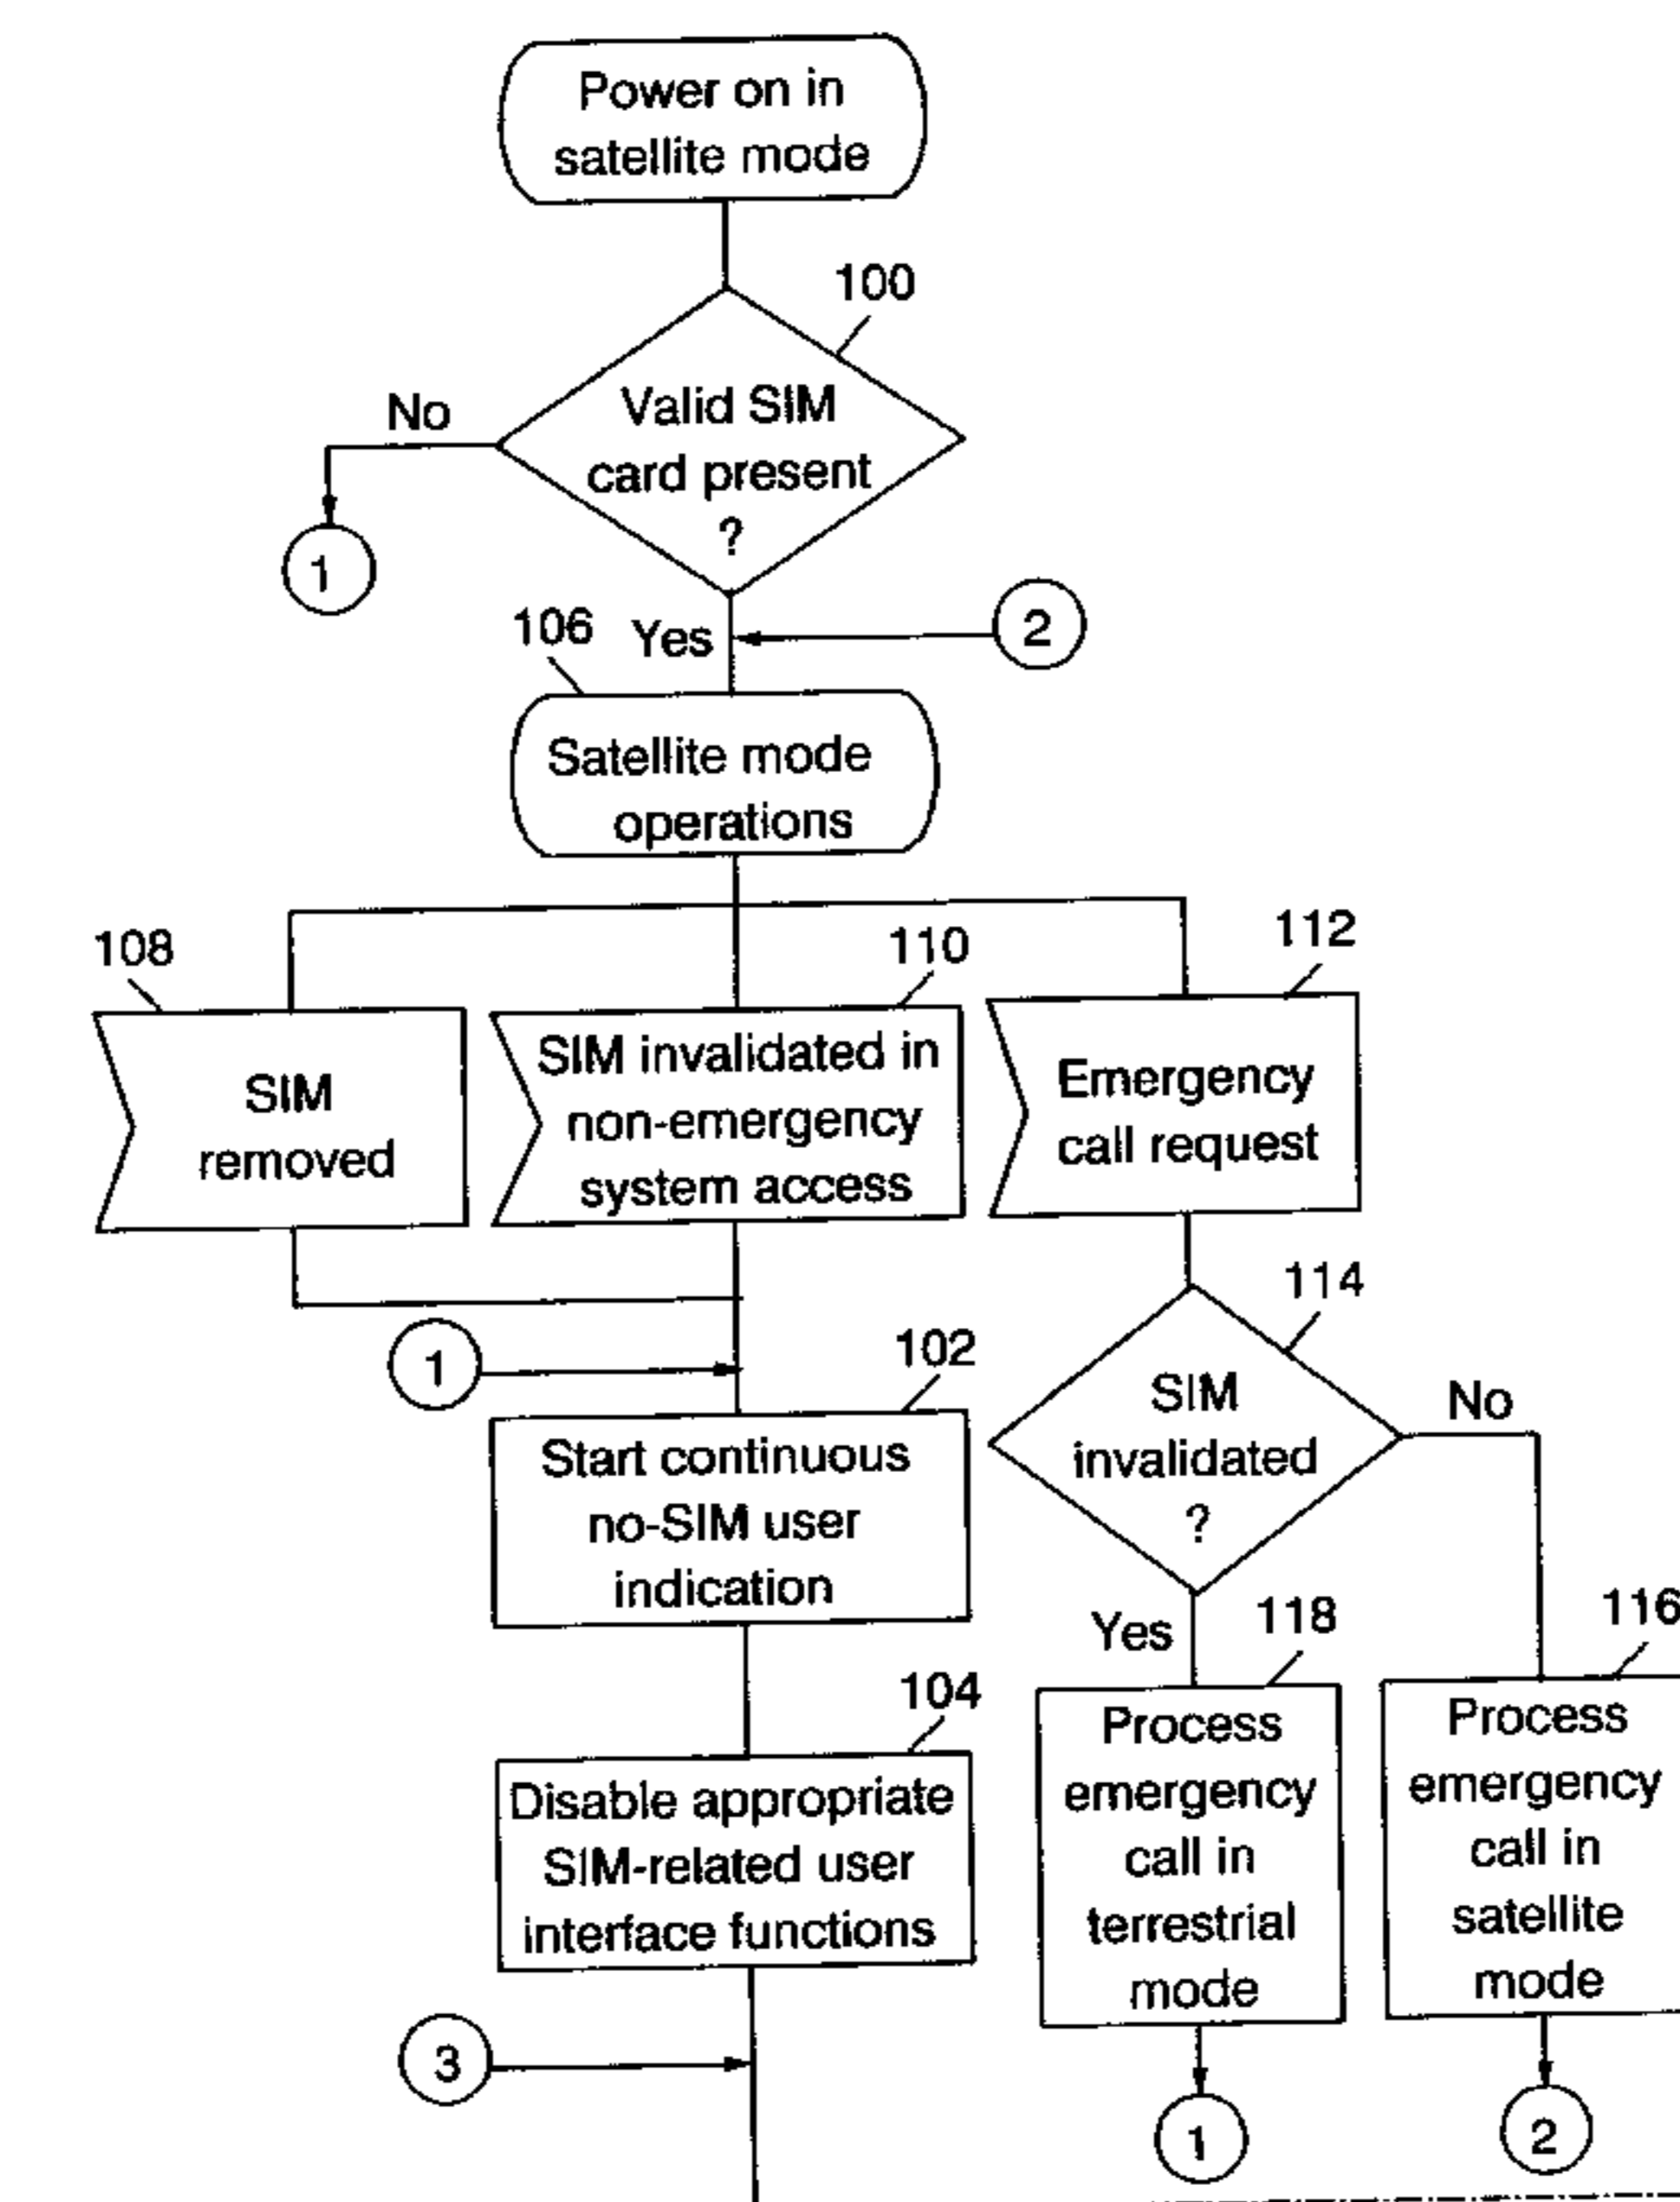 Power on in
satellite mode
100
No
Valid SIM
card present
?
1
106
Yes
2
Satellite mode
operations
108
110
112
SIM
removed
SIM invalidated in
non-emergency
system access
Emergency
call request
114
1
102
Start continuous
no-SIM user
indication
SIM
invalidated
?
No
Yes
118
116
104
Disable appropriate
SIM-related user
interface functions
Process
emergency
call in
terrestrial
mode
Process
emergency
call in
satellite
mode
3
1
2